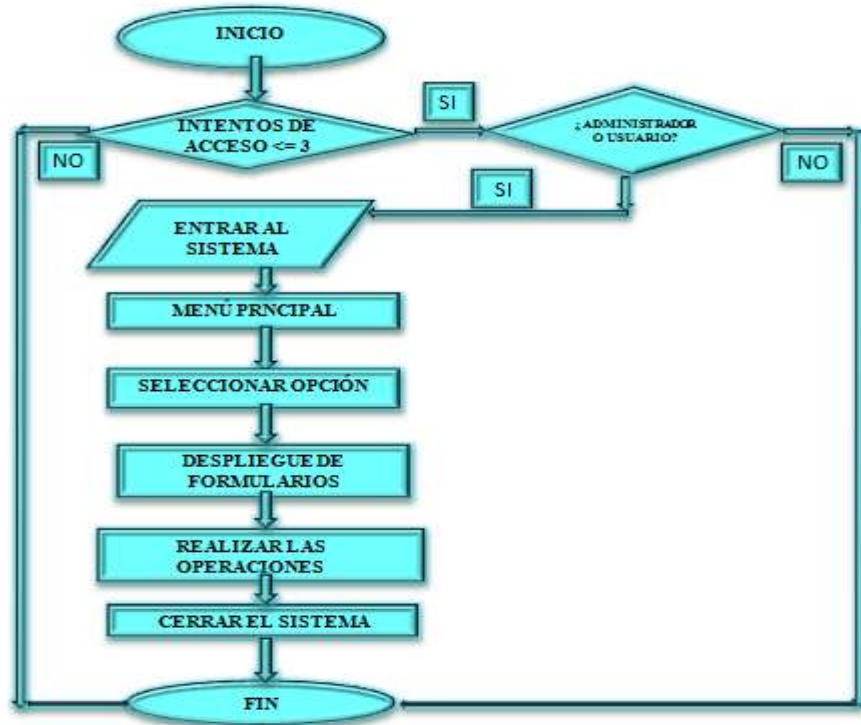 INICIO
INTENTOS DE
ACCESO <= 3
SI
¿ADMINISTRADOR
O USUARIO?
NO
NO
SI
ENTRAR AL
SISTEMA
MENÚ PRNCIPAL
SELECCIONAR OPCIÓN
DESPLIEGUE DE
FORMULARIOS
REALIZAR LAS
OPERACIONES
CERRAR EL SISTEMA
FIN